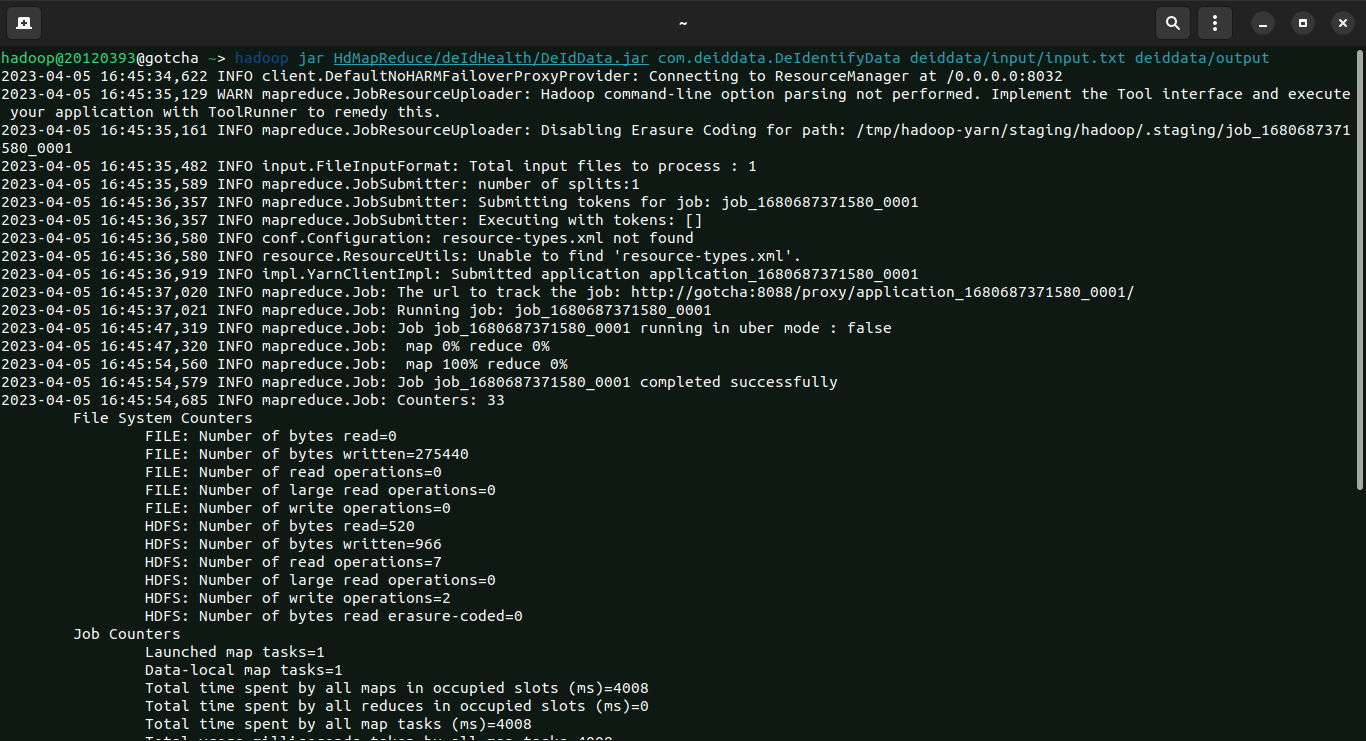 ~
hadoop@20120393@gotcha ~> hadoop jar HdMapReduce/deIdHealth/DeIdData.jar com.deiddata.DeIdentifyData deiddata/input/input.txt deiddata/output
2023-04-05 16:45:34,622 INFO client.DefaultNoHARMFailoverProxyProvider: Connecting to ResourceManager at /0.0.0.0:8032
2023-04-05 16:45:35,129 WARN mapreduce.JobResourceUploader: Hadoop command-line option parsing not performed. Implement the Tool interface and execute
your application with ToolRunner to remedy this.
2023-04-05 16:45:35,161 INFO mapreduce.JobResourceUploader: Disabling Erasure Coding for path: /tmp/hadoop-yarn/staging/hadoop/.staging/job_1680687371
580_0001
2023-04-05 16:45:35,482 INFO input.FileInputFormat: Total input files to process : 1
2023-04-05 16:45:35,589 INFO mapreduce.JobSubmitter: number of splits:1
2023-04-05 16:45:36,357 INFO mapreduce.JobSubmitter: Submitting tokens for job: job_1680687371580_0001
2023-04-05 16:45:36,357 INFO mapreduce.JobSubmitter: Executing with tokens: []
2023-04-05 16:45:36,580 INFO conf.Configuration: resource-types.xml not found
2023-04-05 16:45:36,580 INFO resource.ResourceUtils: Unable to find 'resource-types.xml'.
2023-04-05 16:45:36,919 INFO impl.YarnClientImpl: Submitted application application_1680687371580_0001
2023-04-05 16:45:37,020 INFO mapreduce.Job: The url to track the job: http://gotcha:8088/proxy/application_1680687371580_0001/
2023-04-05 16:45:37,021 INFO mapreduce.Job: Running job: job_1680687371580_0001
2023-04-05 16:45:47,319 INFO mapreduce.Job: Job job_1680687371580_0001 running in uber mode : false
2023-04-05 16:45:47,320 INFO mapreduce.Job:  map 0% reduce 0%
2023-04-05 16:45:54,560 INFO mapreduce.Job:  map 100% reduce 0%
2023-04-05 16:45:54,579 INFO mapreduce.Job: Job job_1680687371580_0001 completed successfully
2023-04-05 16:45:54,685 INFO mapreduce.Job: Counters: 33
File System Counters
FILE: Number of bytes read=0
FILE: Number of bytes written=275440
FILE: Number of read operations=0
FILE: Number of large read operations=0
FILE: Number of write operations=0
HDFS: Number of bytes read=520
HDFS: Number of bytes written=966
HDFS: Number of read operations=7
HDFS: Number of large read operations=0
HDFS: Number of write operations=2
HDFS: Number of bytes read erasure-coded=0
Job Counters
Launched map tasks=1
Data-local map tasks=1
Total time spent by all maps in occupied slots (ms)=4008
Total time spent by all reduces in occupied slots (ms)=0
Total time spent by all map tasks (ms)=4008